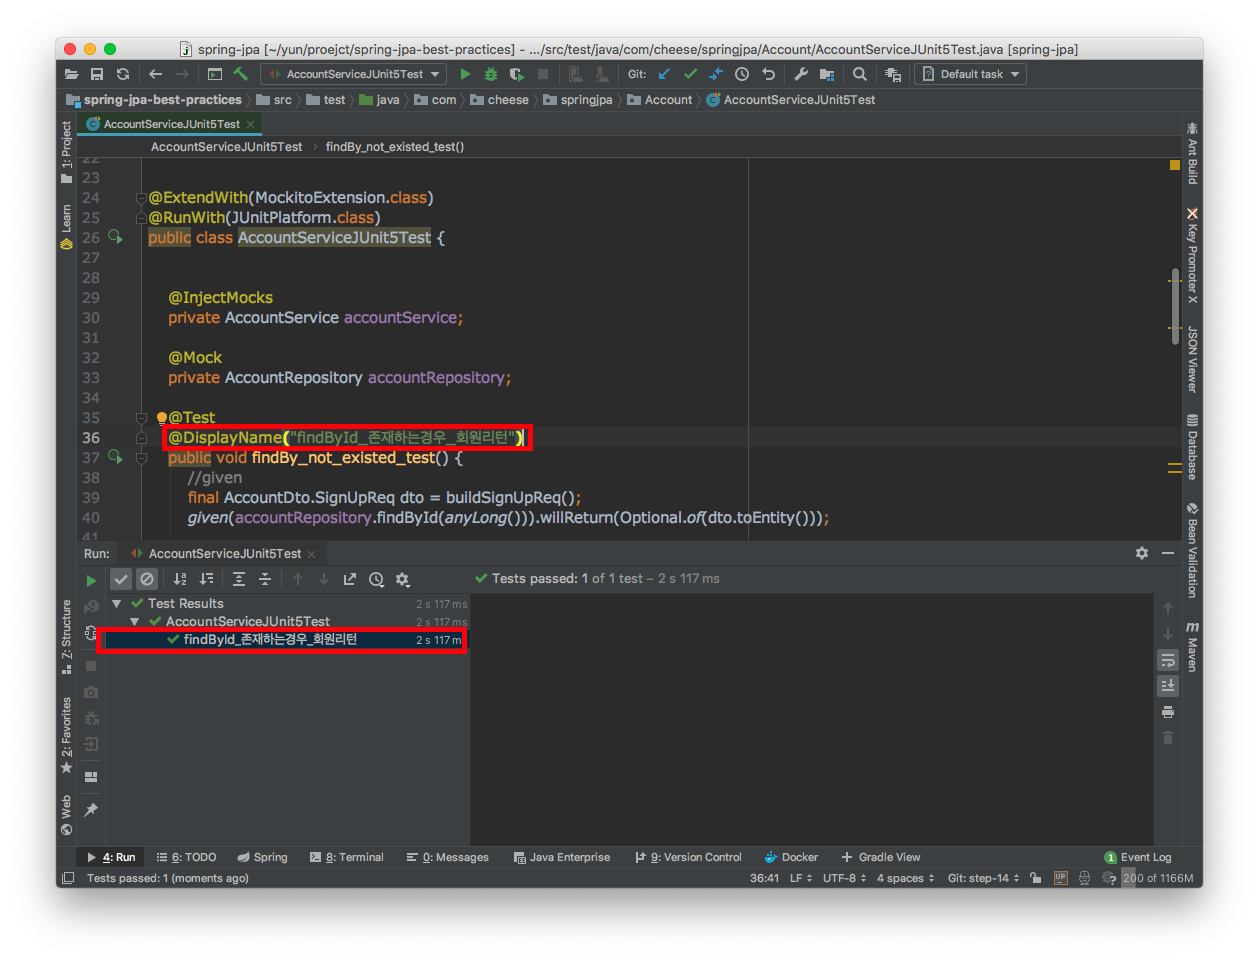 spring-jpa [~/yun/proejct/spring-jpa-best-practices] - .../src/test/java/com/cheese/springjpa/Account/AccountServiceJUnit5Test.java [spring-jpa]
AccountServiceJUnit5Test Git: Default task
spring-jpa-best-practices src test java com cheese springjpa Account AccountServiceJUnit5Test
AccountServiceJUnit5Test
AccountServiceJUnit5Test findBy_not_existed_test()
1: Project
Learn
Z: Structure
2: Favorites
Web
22
23
24 @ExtendWith(MockitoExtension.class)
25 @RunWith(JUnitPlatform.class)
26 public class AccountServiceJUnit5Test {
27
28
29 @InjectMocks
30 private AccountService accountService;
31
32 @Mock
33 private AccountRepository accountRepository;
34
35 @Test
36 @DisplayName("findById_존재하는경우_회원리턴")
37 public void findBy_not_existed_test() {
38 //given
39 final AccountDto.SignUpReq dto = buildSignUpReq();
40 given(accountRepository.findById(anyLong())).willReturn(Optional.of(dto.toEntity()));
41
Ant Build
Key Promoter X
JSON Viewer
Database
Bean Validation
Maven
Run: AccountServiceJUnit5Test
Tests passed: 1 of 1 test – 2 s 117 ms
Test Results 2 s 117 ms
AccountServiceJUnit5Test 2 s 117 ms
findById_존재하는경우_회원리턴 2 s 117 m
4: Run 6: TODO Spring 8: Terminal 0: Messages Java Enterprise 9: Version Control Docker Gradle View 1 Event Log
Tests passed: 1 (moments ago) 36:41 LF UTF-8 4 spaces Git: step-14 UP 200 of 1166M